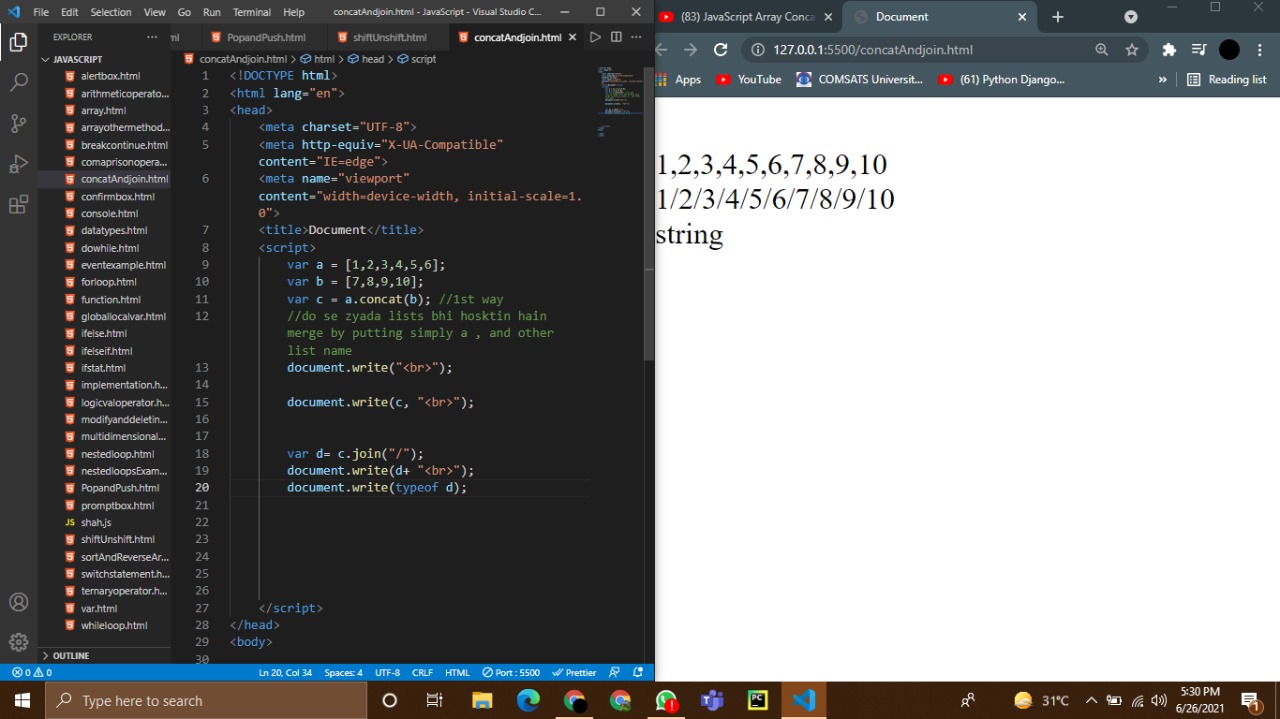 File Edit Selection View Go Run Terminal Help concatAndjoin.html - JavaScript - Visual Studio C...
EXPLORER
JAVASCRIPT
alertbox.html
arithmeticoperato...
array.html
arrayothermethod...
breakcontinue.html
comaprisonopera...
concatAndjoin.html
confirmbox.html
console.html
datatypes.html
dowhile.html
eventexample.html
forloop.html
function.html
globallocalvar.html
ifelse.html
ifelseif.html
ifstat.html
implementation.h...
logicvaloperator.h...
modifyanddeletin...
multidimensional...
nestedloop.html
nestedloopsExam...
PopandPush.html
promptbox.html
JS shah.js
shiftUnshift.html
sortAndReverseAr...
switchstatement.h...
ternaryoperator.h...
var.html
whileloop.html
OUTLINE
ml PopandPush.html shiftUnshift.html concatAndjoin.html
concatAndjoin.html > html > head > script
1 <!DOCTYPE html>
2 <html lang="en">
3 <head>
4 <meta charset="UTF-8">
5 <meta http-equiv="X-UA-Compatible"
content="IE=edge">
6 <meta name="viewport"
content="width=device-width, initial-scale=1.
0">
7 <title>Document</title>
8 <script>
9 var a = [1,2,3,4,5,6];
10 var b = [7,8,9,10];
11 var c = a.concat(b); //1st way
12 //do se zyada lists bhi hosktin hain
merge by putting simply a , and other
list name
13 document.write("<br>");
14
15 document.write(c, "<br>");
16
17
18 var d= c.join("/");
19 document.write(d+ "<br>");
20 document.write(typeof d);
21
22
23
24
25
26
27 </script>
28 </head>
29 <body>
30
0 0 Ln 20, Col 34 Spaces: 4 UTF-8 CRLF HTML Port : 5500 Prettier
(83) JavaScript Array Conca Document
127.0.0.1:5500/concatAndjoin.html
Apps YouTube COMSATS Universit... (61) Python Django... » Reading list
1,2,3,4,5,6,7,8,9,10
1/2/3/4/5/6/7/8/9/10
string
Type here to search
PC
31°C
5:30 PM
6/26/2021
1